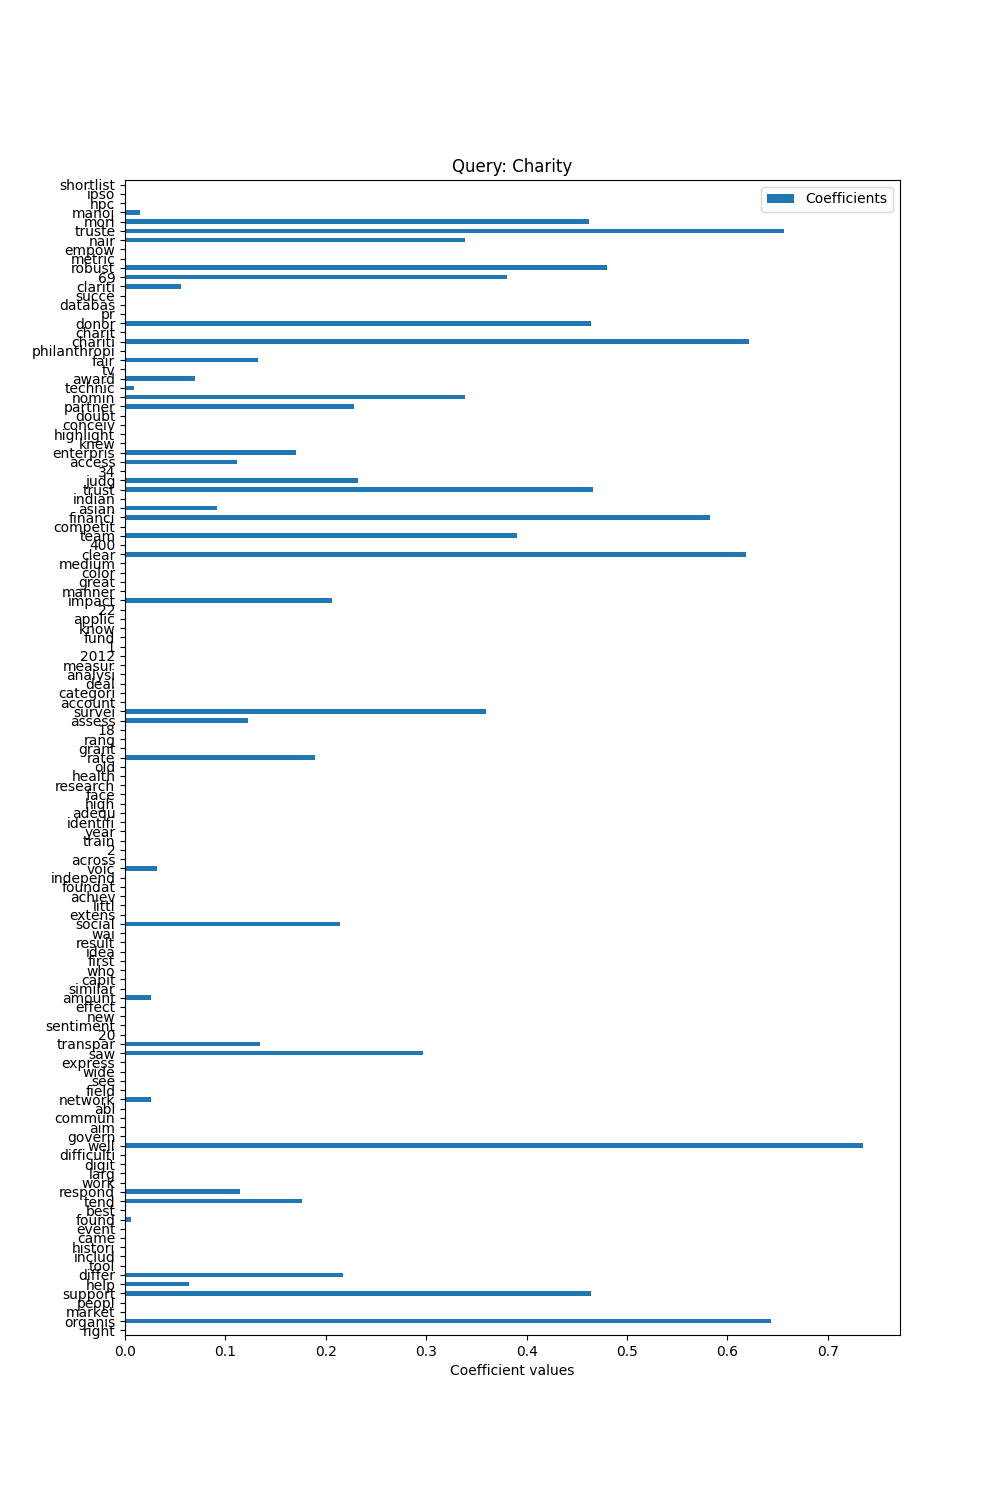 Query: Charity
Coefficients
shortlist
ipso
hpc
manoj
mori
truste
nair
empow
metric
robust
69
clariti
succe
databas
pr
donor
charit
chariti
philanthropi
fair
tv
award
technic
nomin
partner
doubt
conceiv
highlight
knew
enterpris
access
34
judg
trust
indian
asian
financi
competit
team
400
clear
medium
color
great
manner
impact
22
applic
know
fund
1
2012
measur
analysi
deal
categori
account
survei
assess
18
rang
grant
rate
old
health
research
face
high
adequ
identifi
year
train
2
across
voic
independ
foundat
achiev
littl
extens
social
wai
result
idea
first
who
capit
similar
amount
effect
new
sentiment
20
transpar
saw
express
wide
see
field
network
abl
commun
aim
govern
well
difficulti
digit
larg
work
respond
tend
best
found
event
came
histori
includ
tool
differ
help
support
peopl
market
organis
right
0.0 0.1 0.2 0.3 0.4 0.5 0.6 0.7
Coefficient values